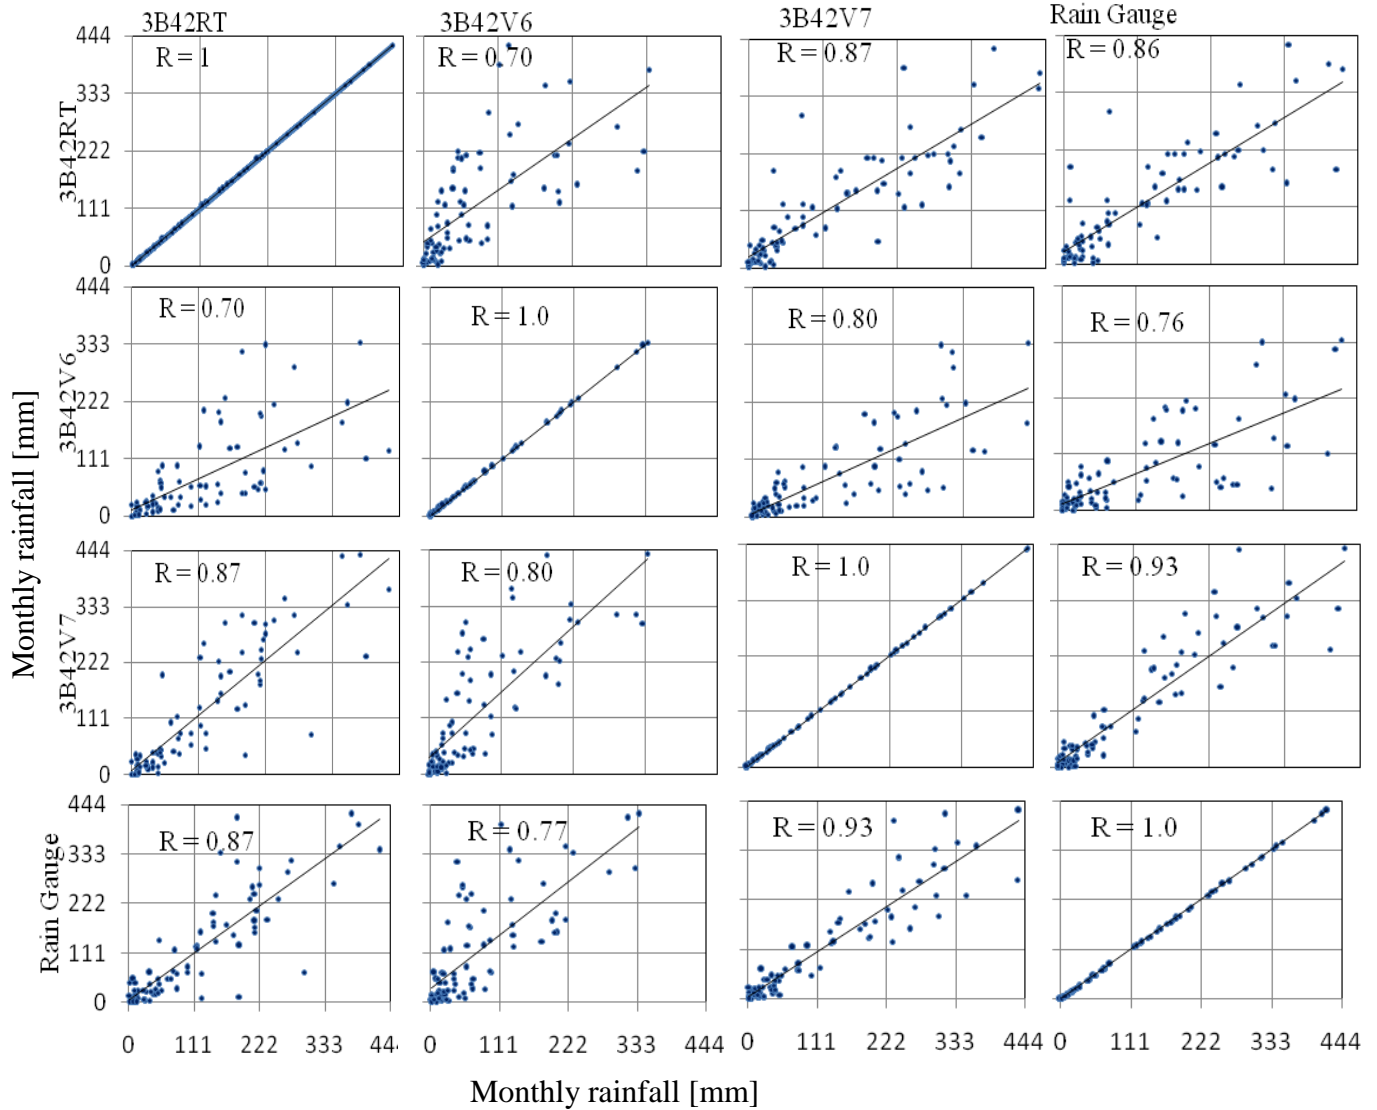 3B42RT 3B42V6 3B42V7 Rain Gauge
444 R = 1 R = 0.70 R = 0.87 R = 0.86
333
222
111
0
3B42RT
444 R = 0.70 R = 1.0 R = 0.80 R = 0.76
333
222
111
0
3B42V6
Monthly rainfall [mm]
444 R = 0.87 R = 0.80 R = 1.0 R = 0.93
333
222
111
0
3B42V7
444 R = 0.87 R = 0.77 R = 0.93 R = 1.0
333
222
111
0
Rain Gauge
0 111 222 333 44 0 111 222 333 444 0 111 222 333 444 0 111 222 333 444
Monthly rainfall [mm]